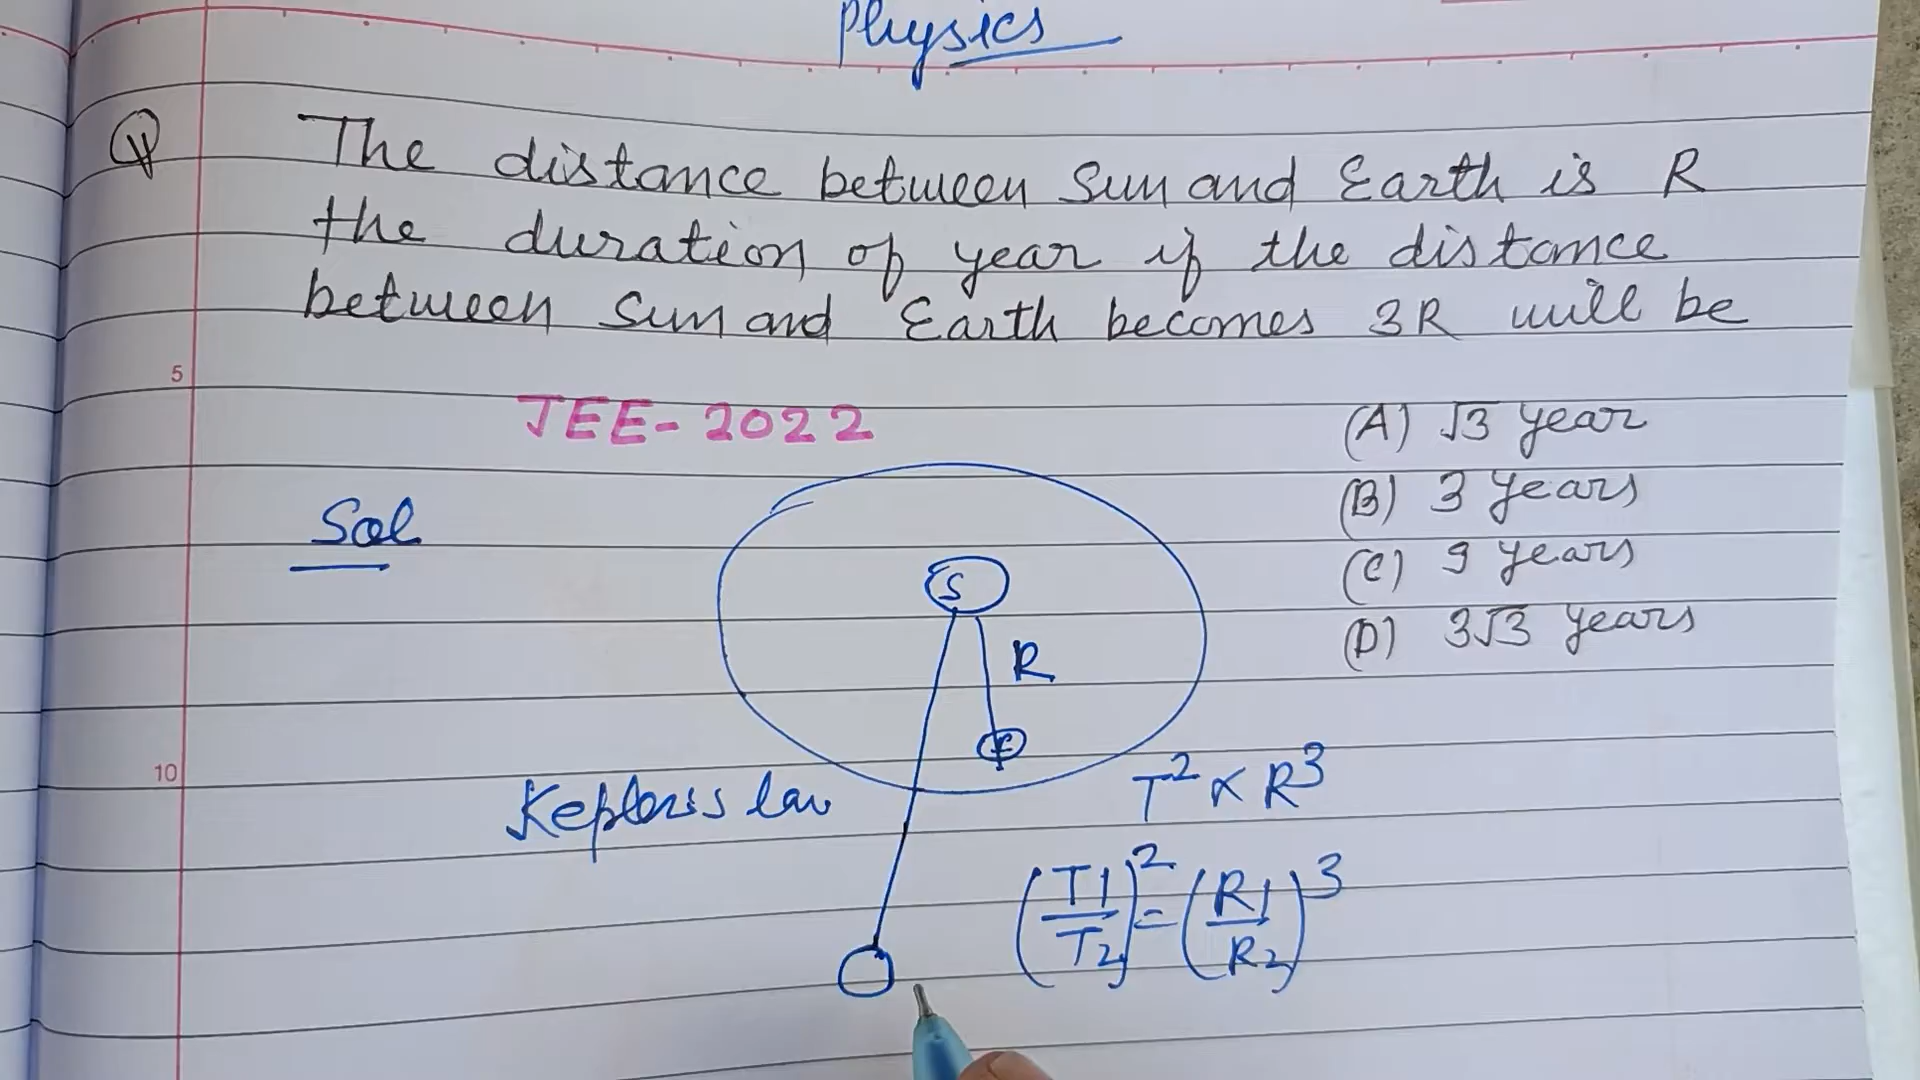 Physics
Q The distance between Sun and Earth is R
the duration of year if the distance
between Sun and Earth becomes 3R will be
5
JEE-2022
(A) √3 year
(B) 3 years
(C) 9 years
(D) 3√3 years
Sol
S
R
E
10
Kepler's law
T² ∝ R³
(T1/T2)² = (R1/R2)³